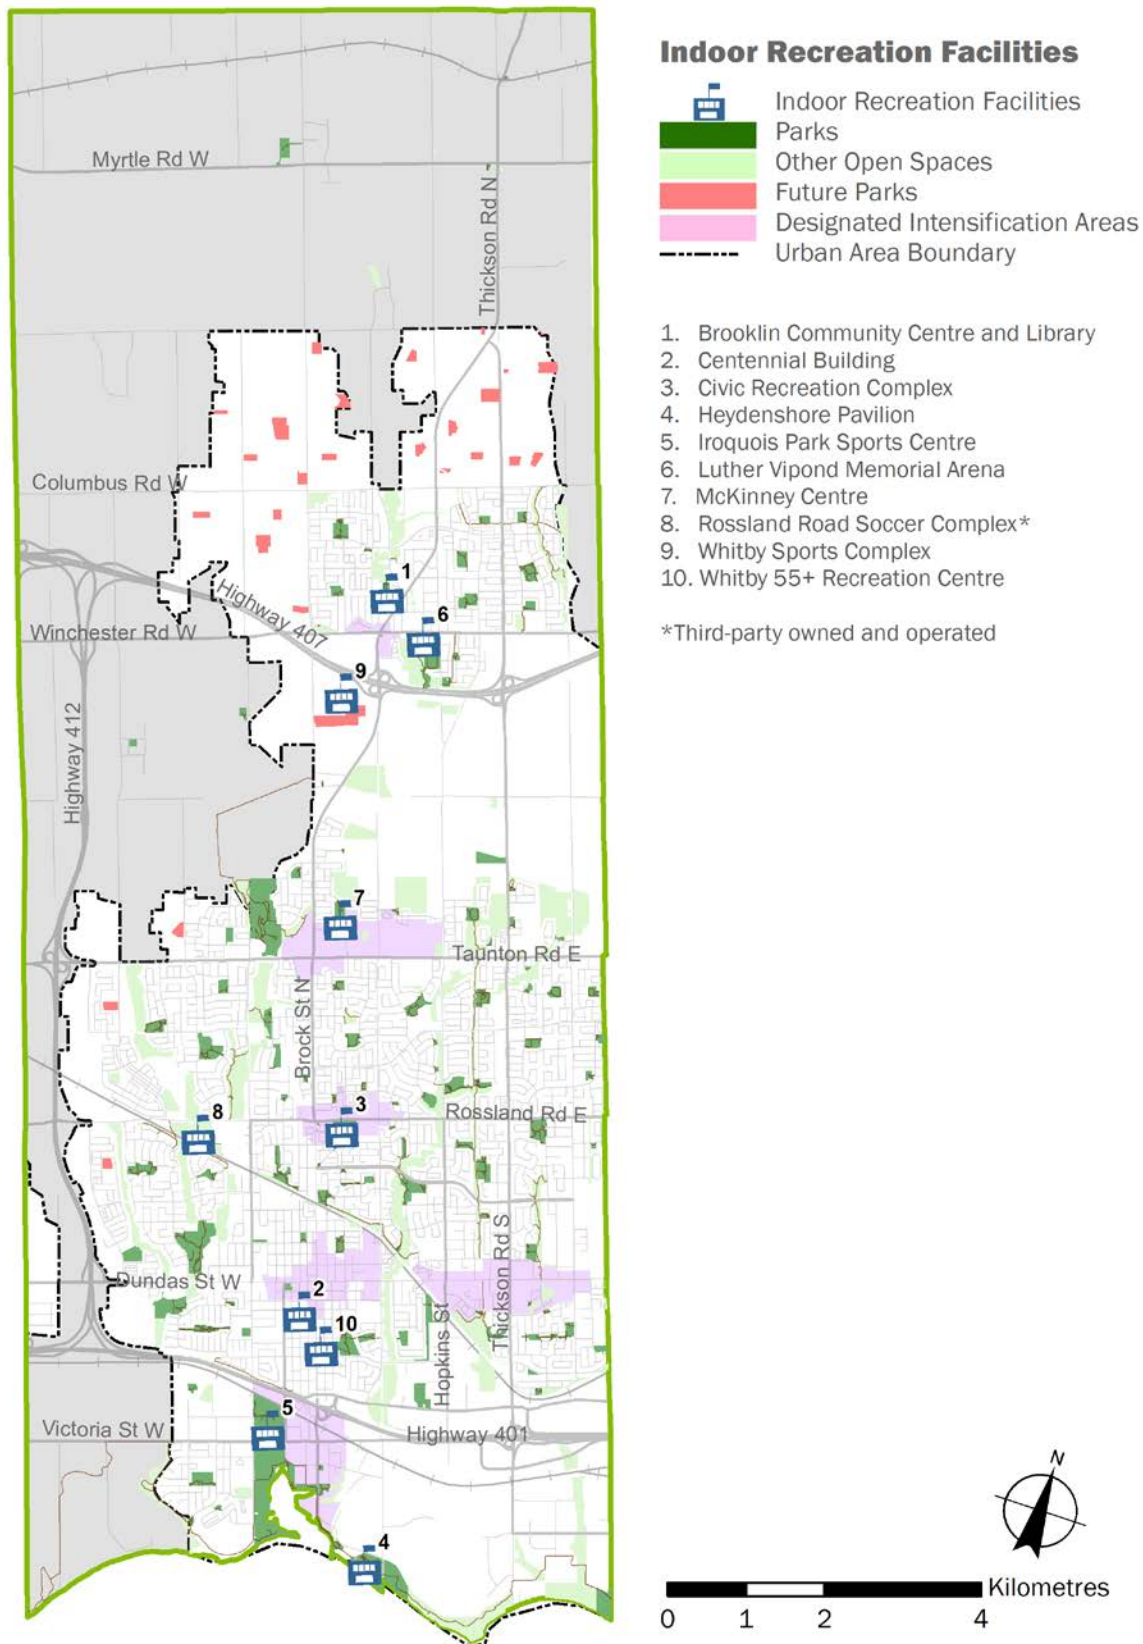 Indoor Recreation Facilities
Indoor Recreation Facilities
Parks
Other Open Spaces
Future Parks
Designated Intensification Areas
Urban Area Boundary
1. Brooklin Community Centre and Library
2. Centennial Building
3. Civic Recreation Complex
4. Heydenshore Pavilion
5. Iroquois Park Sports Centre
6. Luther Vipond Memorial Arena
7. McKinney Centre
8. Rossland Road Soccer Complex*
9. Whitby Sports Complex
10. Whitby 55+ Recreation Centre
*Third-party owned and operated
Myrtle Rd W
Thickson Rd N
Columbus Rd W
1
Highway 407
6
Winchester Rd W
9
Highway 412
7
Taunton Rd E
Brock St N
8
3
Rossland Rd E
Thickson Rd S
Dundas St W
2
10
Hopkins St
5
Victoria St W
Highway 401
4
N
Kilometres
0 1 2 4